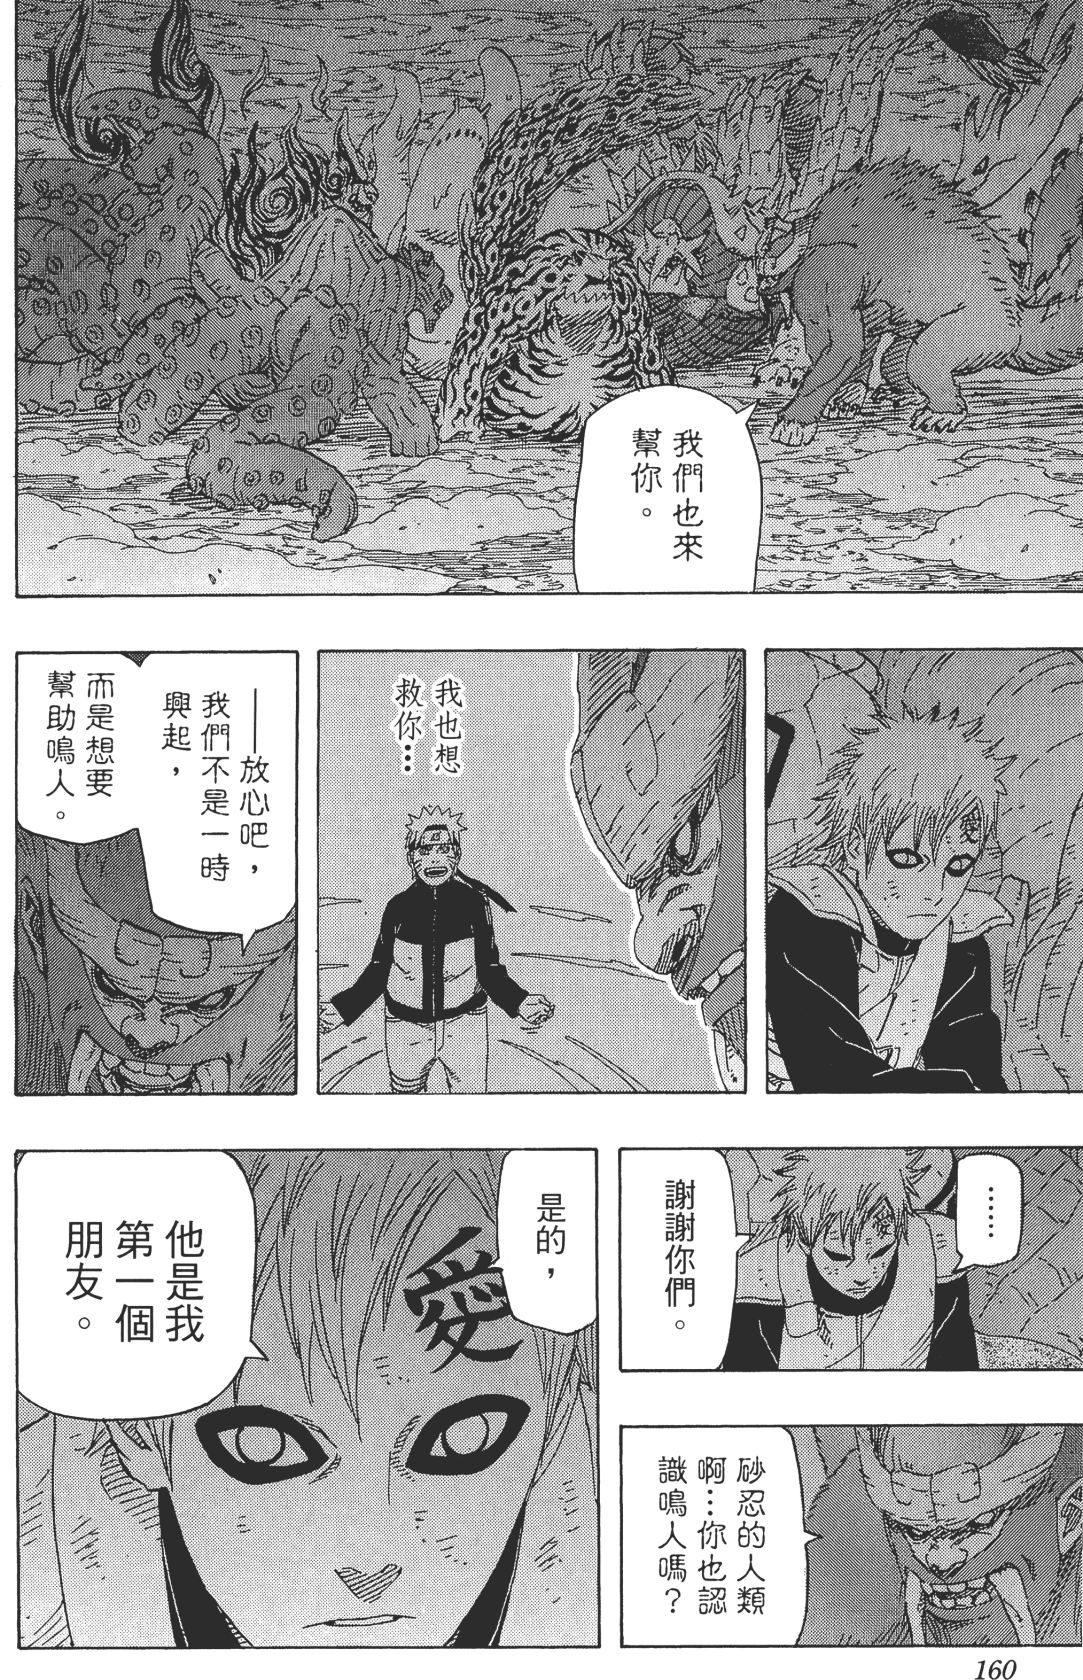 我們也來
幫你。
愛
我也想
救你…
——放心吧，
我們不是一時
興起，
而是想要
幫助鳴人。
……
愛
謝謝你們。
砂忍的人類
啊…你也認
識鳴人嗎？
是的，
愛
他是我
第一個
朋友。
160